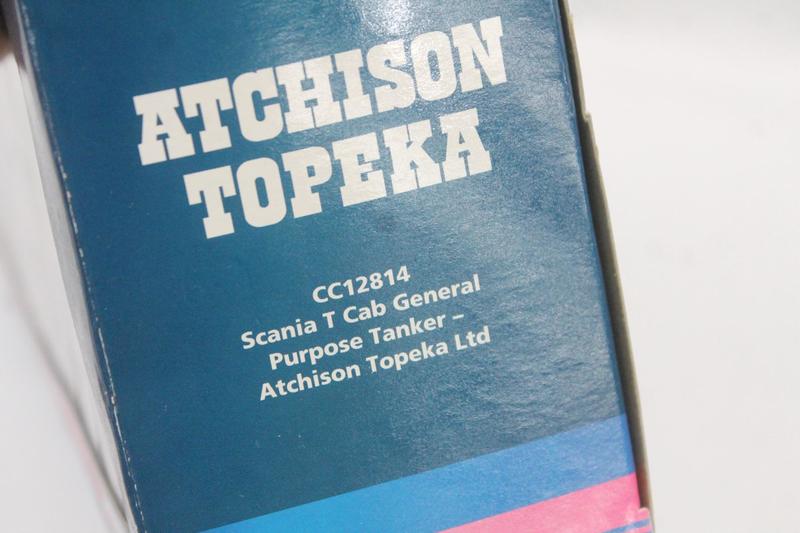 ATCHISON
TOPEKA
CC12814
Scania T Cab General
Purpose Tanker –
Atchison Topeka Ltd